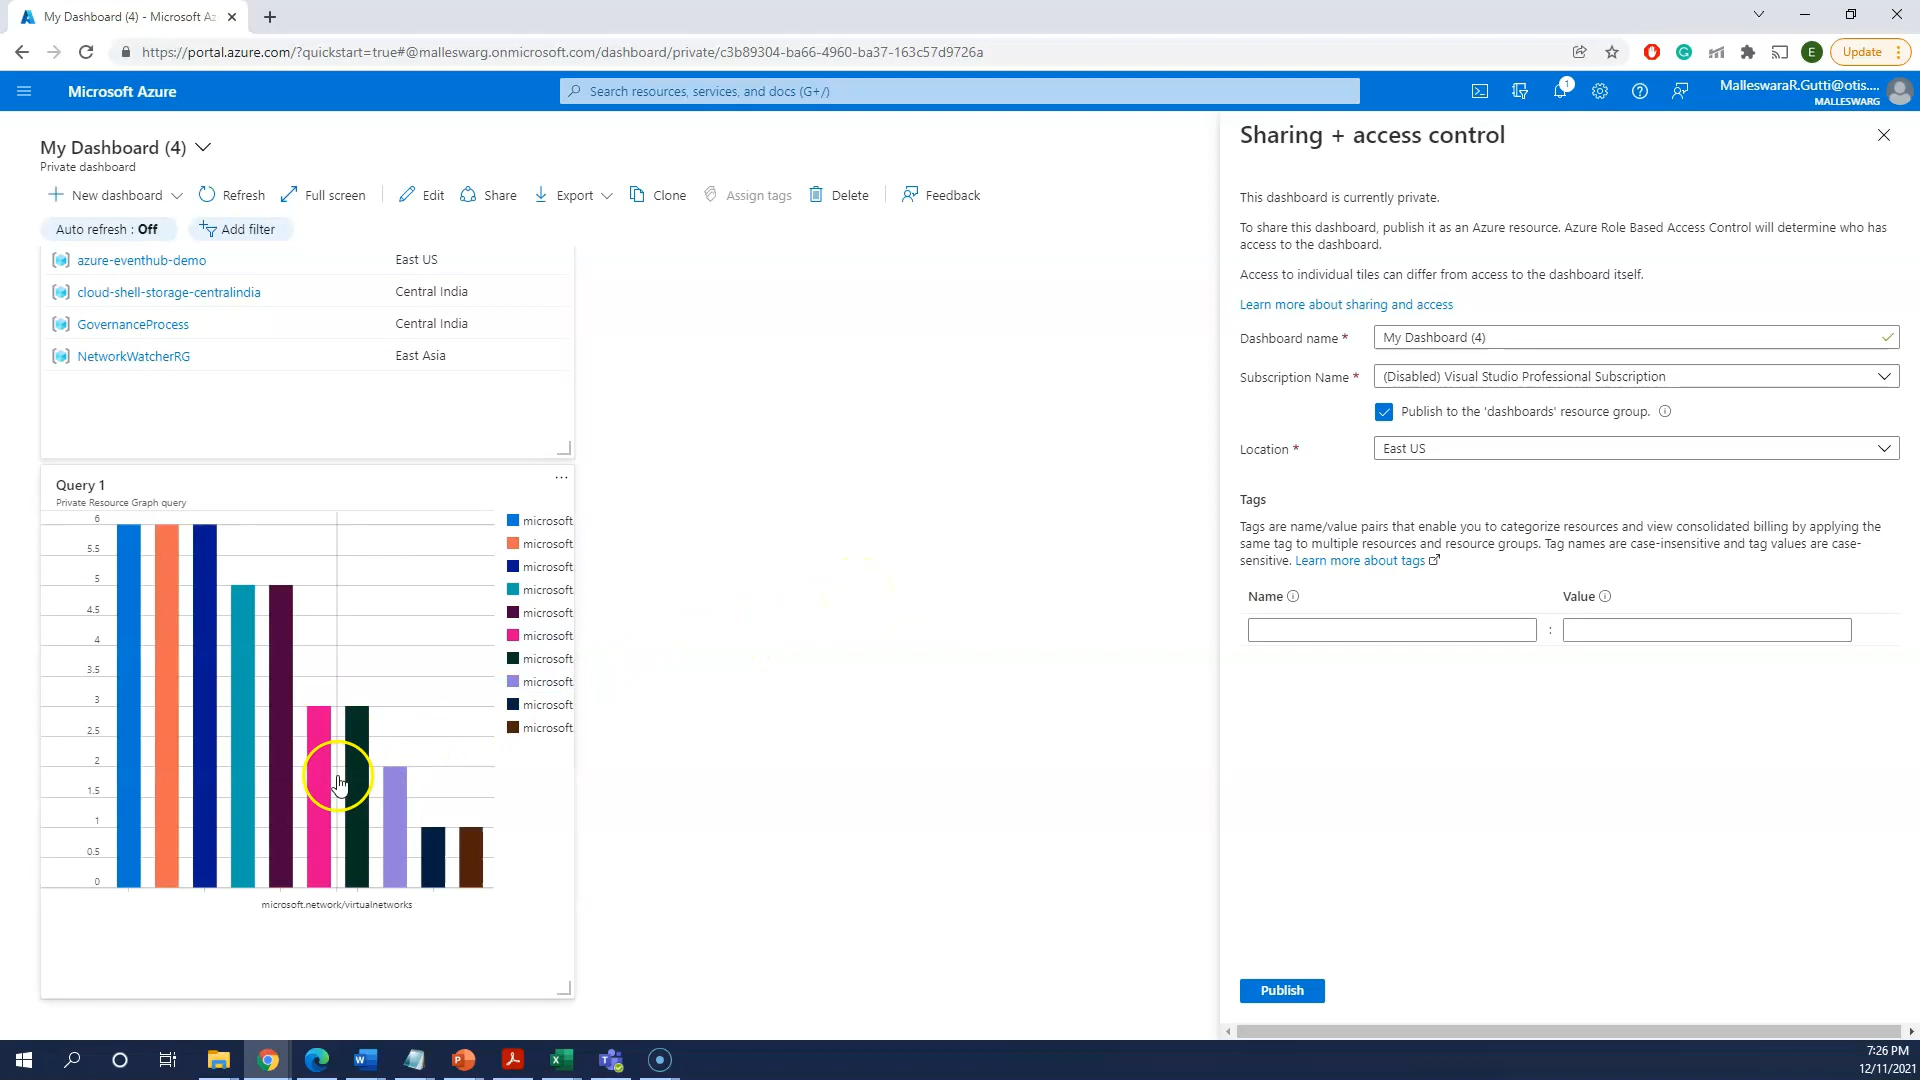 My Dashboard (4) - Microsoft Az
https://portal.azure.com/?quickstart=true#@malleswarg.onmicrosoft.com/dashboard/private/c3b89304-ba66-4960-ba37-163c57d9726a
E
Update
Microsoft Azure
Search resources, services, and docs (G+/)
1
MalleswaraR.Gutti@otis....
MALLESWARG
My Dashboard (4)
Private dashboard
New dashboard
Refresh
Full screen
Edit
Share
Export
Clone
Assign tags
Delete
Feedback
Auto refresh : Off
Add filter
azure-eventhub-demo East US
cloud-shell-storage-centralindia Central India
GovernanceProcess Central India
NetworkWatcherRG East Asia
Query 1
Private Resource Graph query
6
5.5
5
4.5
4
3.5
3
2.5
2
1.5
1
0.5
0
microsoft.network/virtualnetworks
microsoft
microsoft
microsoft
microsoft
microsoft
microsoft
microsoft
microsoft
microsoft
microsoft
Sharing + access control
This dashboard is currently private.
To share this dashboard, publish it as an Azure resource. Azure Role Based Access Control will determine who has
access to the dashboard.
Access to individual tiles can differ from access to the dashboard itself.
Learn more about sharing and access
Dashboard name * My Dashboard (4)
Subscription Name * (Disabled) Visual Studio Professional Subscription
Publish to the 'dashboards' resource group.
Location * East US
Tags
Tags are name/value pairs that enable you to categorize resources and view consolidated billing by applying the
same tag to multiple resources and resource groups. Tag names are case-insensitive and tag values are case-
sensitive. Learn more about tags
Name Value
:
Publish
7:26 PM
12/11/2021